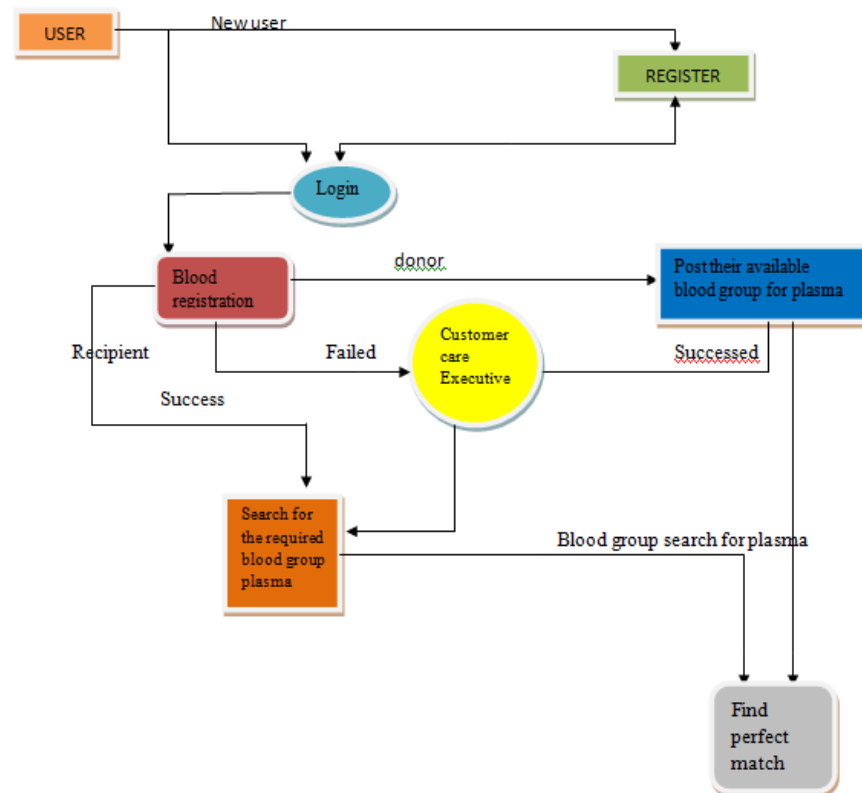 USER
New user
REGISTER
Login
Blood
registration
donor
Post their available
blood group for plasma
Customer
care
Executive
Recipient
Failed
Successed
Success
Search for
the required
blood group
plasma
Blood group search for plasma
Find
perfect
match